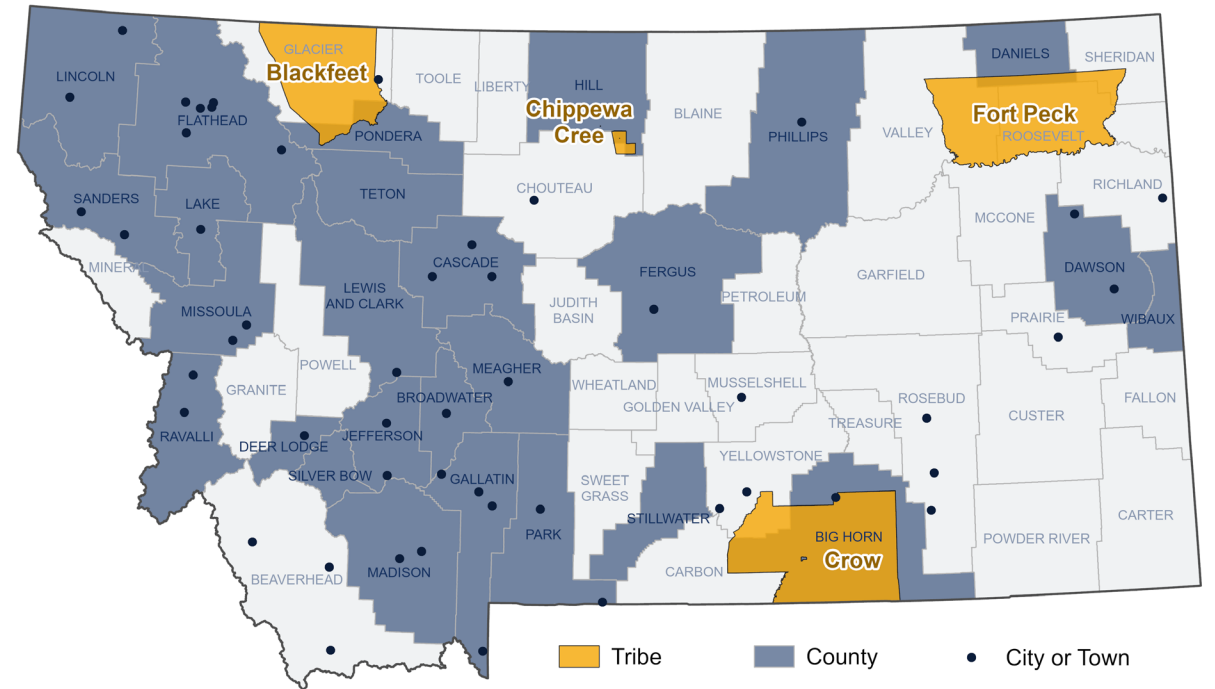 GLACIER
Blackfeet
LINCOLN
TOOLE
LIBERTY
HILL
DANIELS
SHERIDAN
Chippewa
Cree
BLAINE
Fort Peck
FLATHEAD
PONDERA
PHILLIPS
VALLEY
ROOSEVELT
SANDERS
LAKE
TETON
CHOUTEAU
RICHLAND
MCCONE
MINERAL
CASCADE
FERGUS
GARFIELD
DAWSON
LEWIS
AND CLARK
JUDITH
BASIN
PETROLEUM
MISSOULA
PRAIRIE
WIBAUX
POWELL
MEAGHER
GRANITE
BROADWATER
WHEATLAND
MUSSELSHELL
GOLDEN VALLEY
ROSEBUD
FALLON
TREASURE
CUSTER
RAVALLI
DEER LODGE
JEFFERSON
YELLOWSTONE
SILVER BOW
GALLATIN
SWEET
GRASS
STILLWATER
CARTER
PARK
BIG HORN
POWDER RIVER
Crow
BEAVERHEAD
MADISON
CARBON
Tribe
County
City or Town